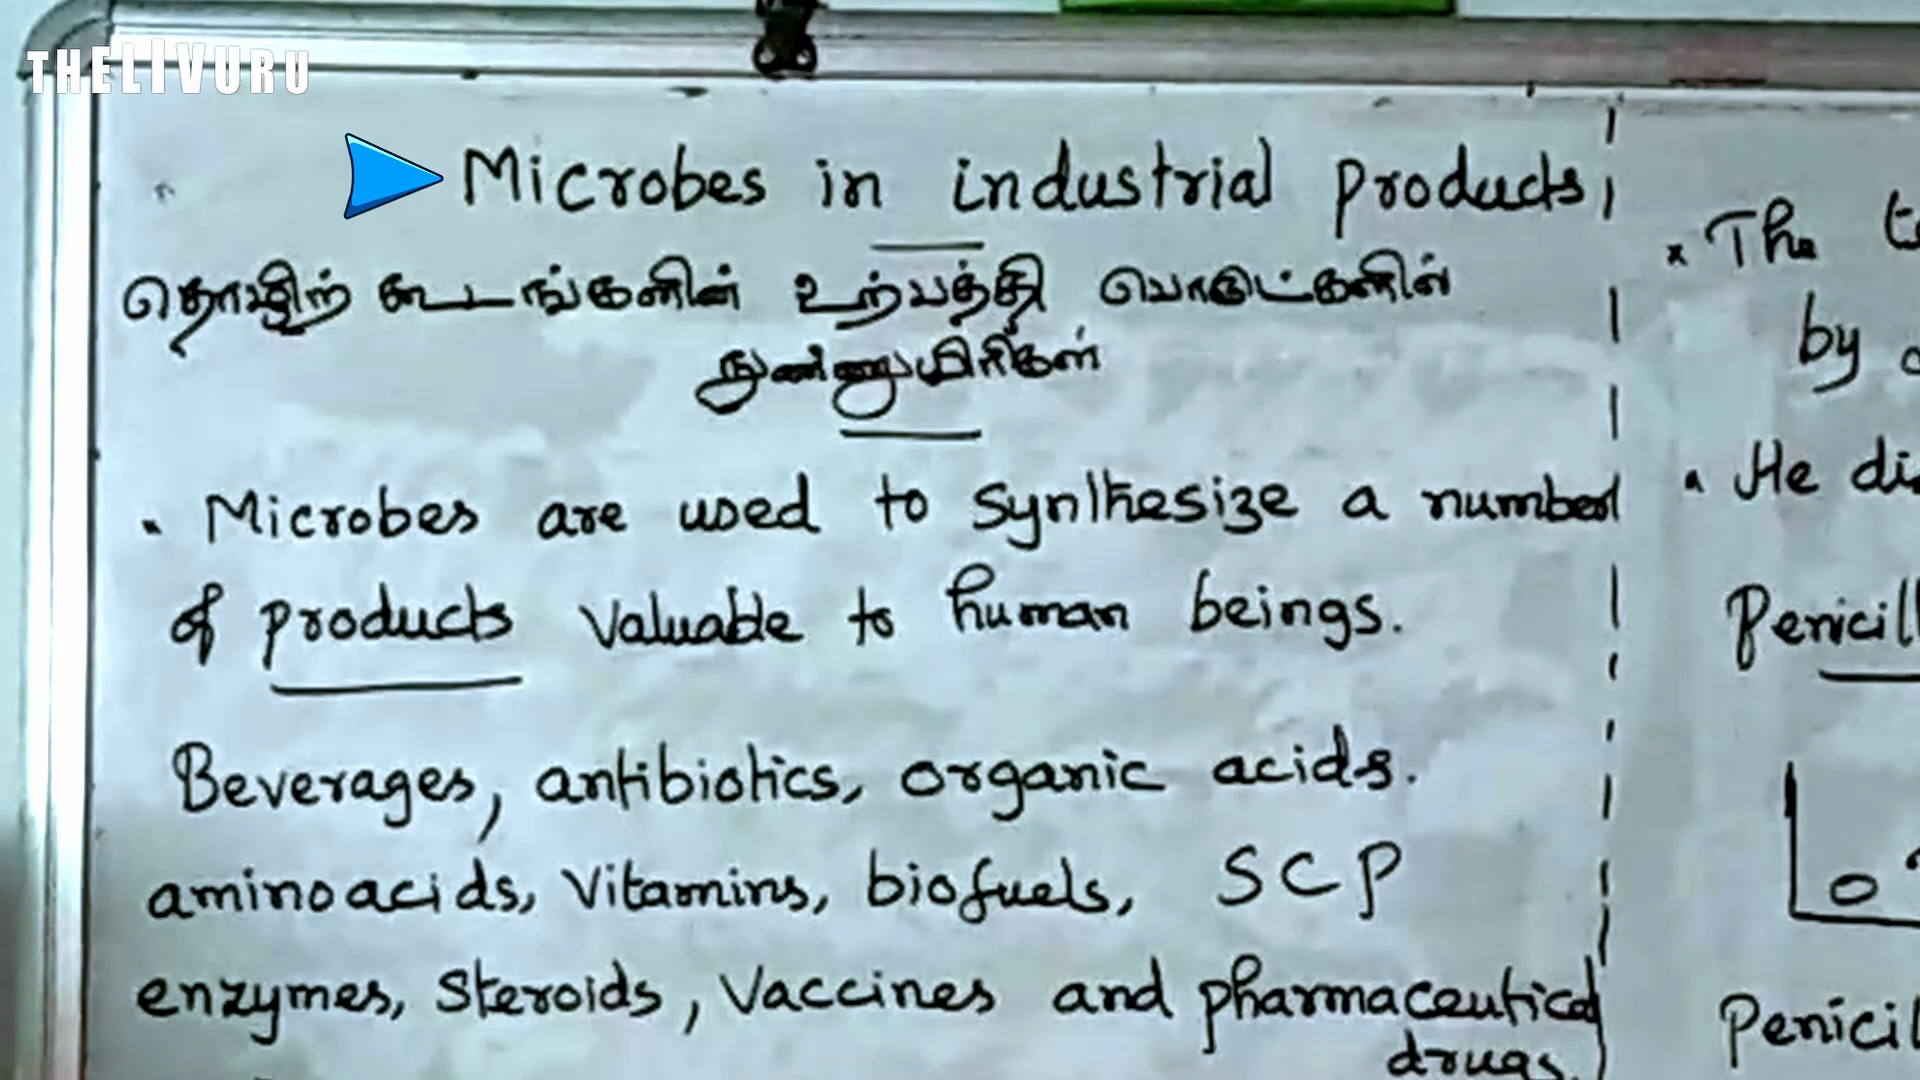 THELIVURU
Microbes in industrial products
தொழிற் கூடங்களின் உற்பத்தி பொருட்களில்
நுண்ணுயிரிகள்
• Microbes are used to synthesize a number
of products valuable to human beings.
Beverages, antibiotics, organic acids.
aminoacids, vitamins, biofuels, SCP
enzymes, steroids, vaccines and pharmaceutical
drugs.
× The
by
• He